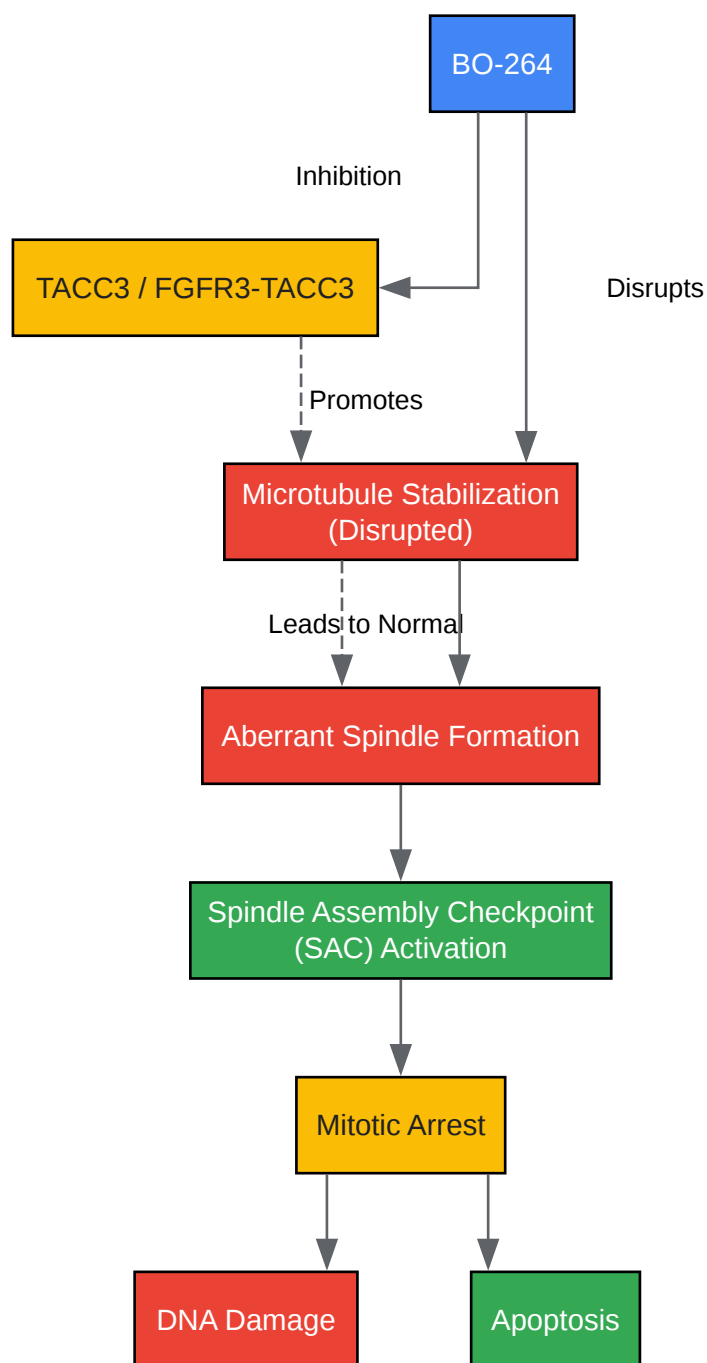 BO-264
Inhibition
TACC3 / FGFR3-TACC3
Disrupts
Promotes
Microtubule Stabilization
(Disrupted)
Leads to Normal
Aberrant Spindle Formation
Spindle Assembly Checkpoint
(SAC) Activation
Mitotic Arrest
DNA Damage
Apoptosis